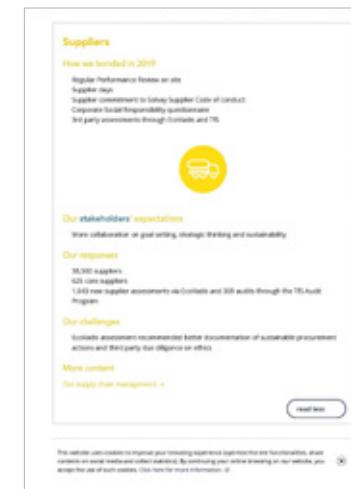 Suppliers
How we bonded in 2019
Regular Performance Review on site
Supplier days
Supplier commitment to Solvay Supplier Code of conduct
Corporate Social Responsibility questionnaire
3rd party assessments through EcoVadis and TfS
Our stakeholders' expectations
More collaboration on goal setting, strategic thinking and sustainability
Our responses
38,500 suppliers
625 core suppliers
1,043 new supplier assessments via EcoVadis and 309 audits through the TfS Audit
Program
Our challenges
EcoVadis assessment recommended better documentation of sustainable procurement
actions and third party due diligence on ethics
More content
Our supply chain management →
read less
This website uses cookies to improve your browsing experience (optimize the site functionalities, share
contents on social media and collect statistics). By continuing your online browsing on our website, you
accept the use of such cookies. Click here for more information.